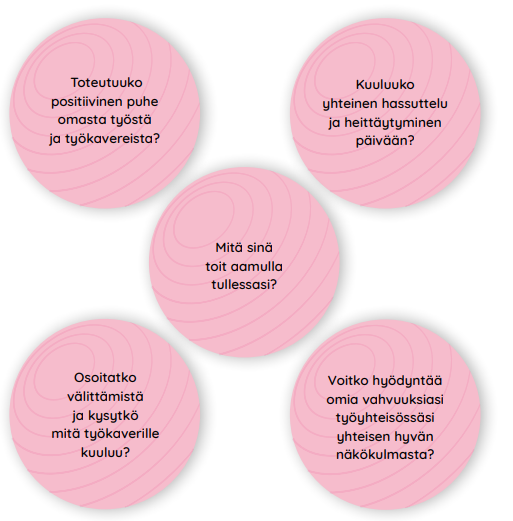 Toteutuuko
positiivinen puhe
omasta työstä
ja työkavereista?
Kuuluuko
yhteinen hassuttelu
ja heittäytyminen
päivään?
Mitä sinä
toit aamulla
tullessasi?
Osoitatko
välittämistä
ja kysytkö
mitä työkaverille
kuuluu?
Voitko hyödyntää
omia vahvuuksiasi
työyhteisössäsi
yhteisen hyvän
näkökulmasta?